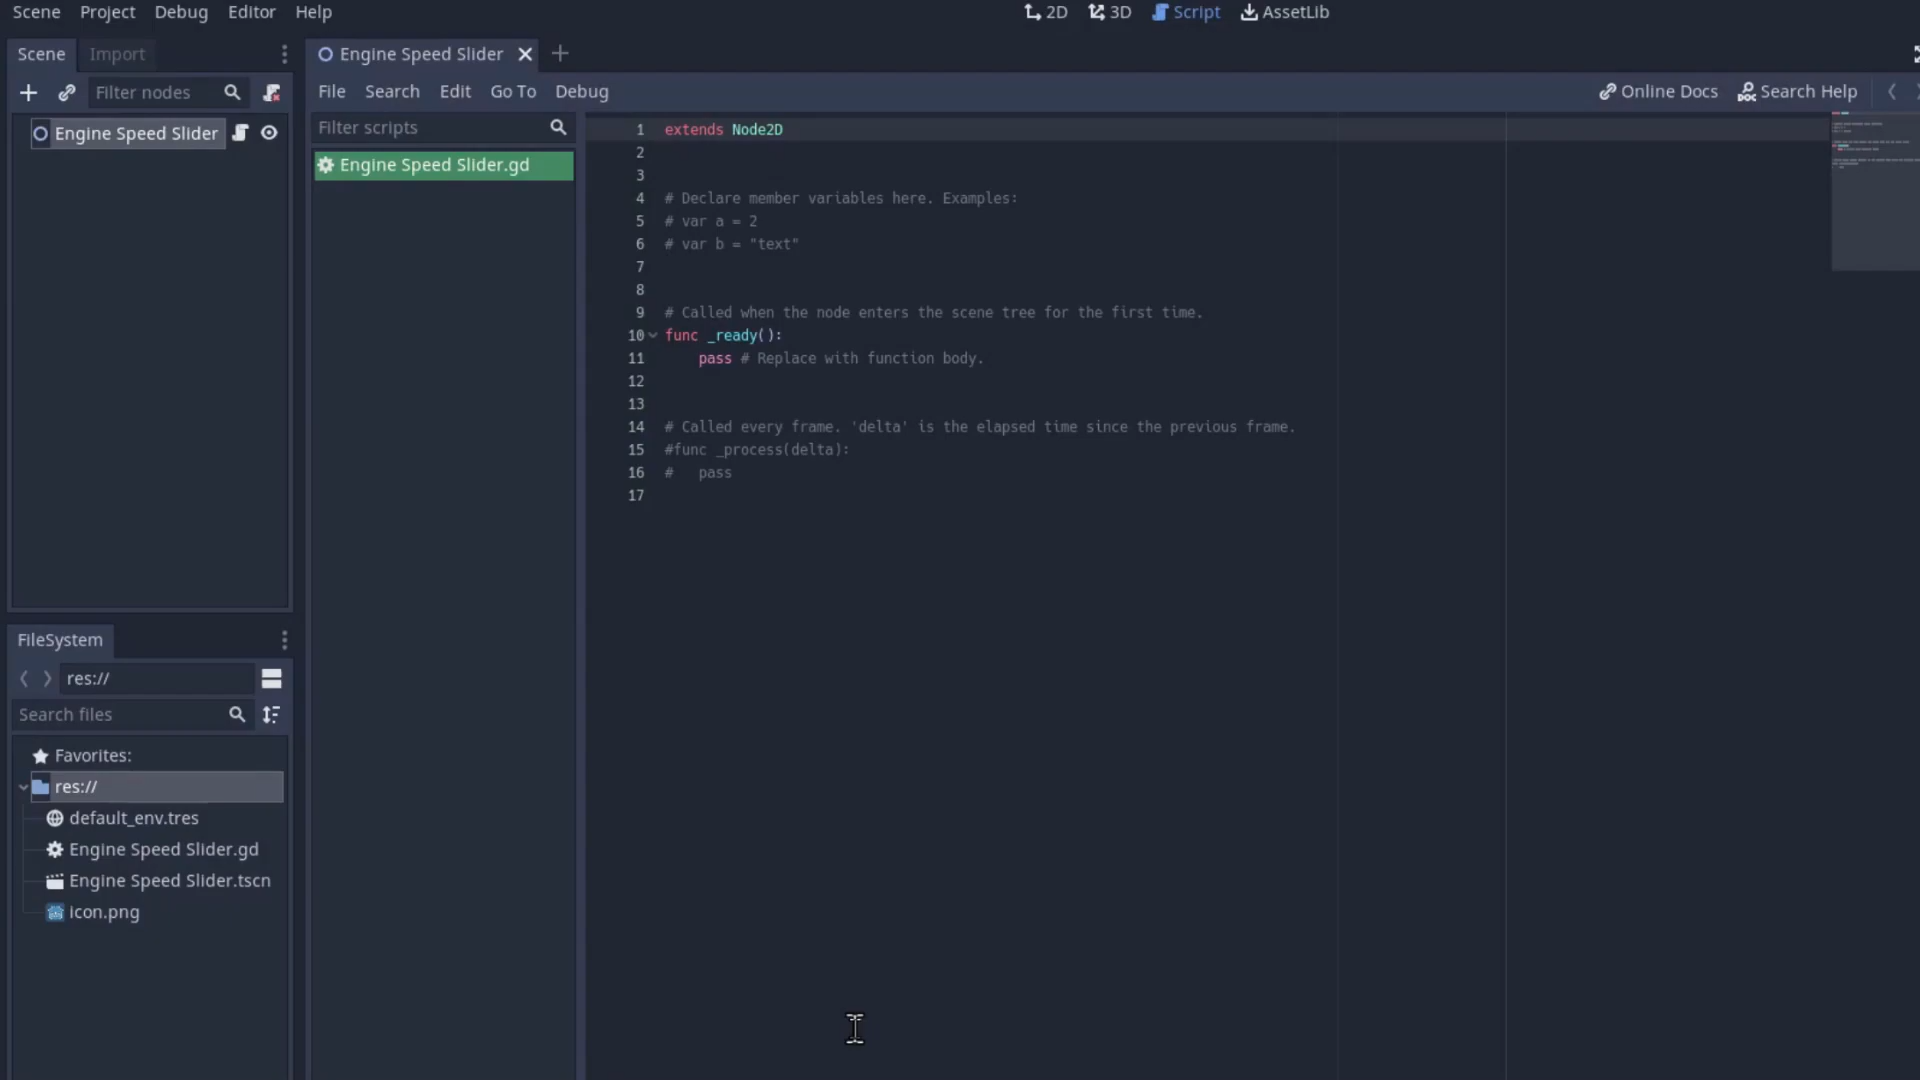 Scene Project Debug Editor Help
2D 3D Script AssetLib
Scene Import
Engine Speed Slider
Filter nodes
Engine Speed Slider
File Search Edit Go To Debug
Online Docs Search Help
Filter scripts
Engine Speed Slider.gd
1 extends Node2D
2
3
4 # Declare member variables here. Examples:
5 # var a = 2
6 # var b = "text"
7
8
9 # Called when the node enters the scene tree for the first time.
10 func _ready():
11 pass # Replace with function body.
12
13
14 # Called every frame. 'delta' is the elapsed time since the previous frame.
15 #func _process(delta):
16 # pass
17
FileSystem
res://
Search files
Favorites:
res://
default_env.tres
Engine Speed Slider.gd
Engine Speed Slider.tscn
icon.png